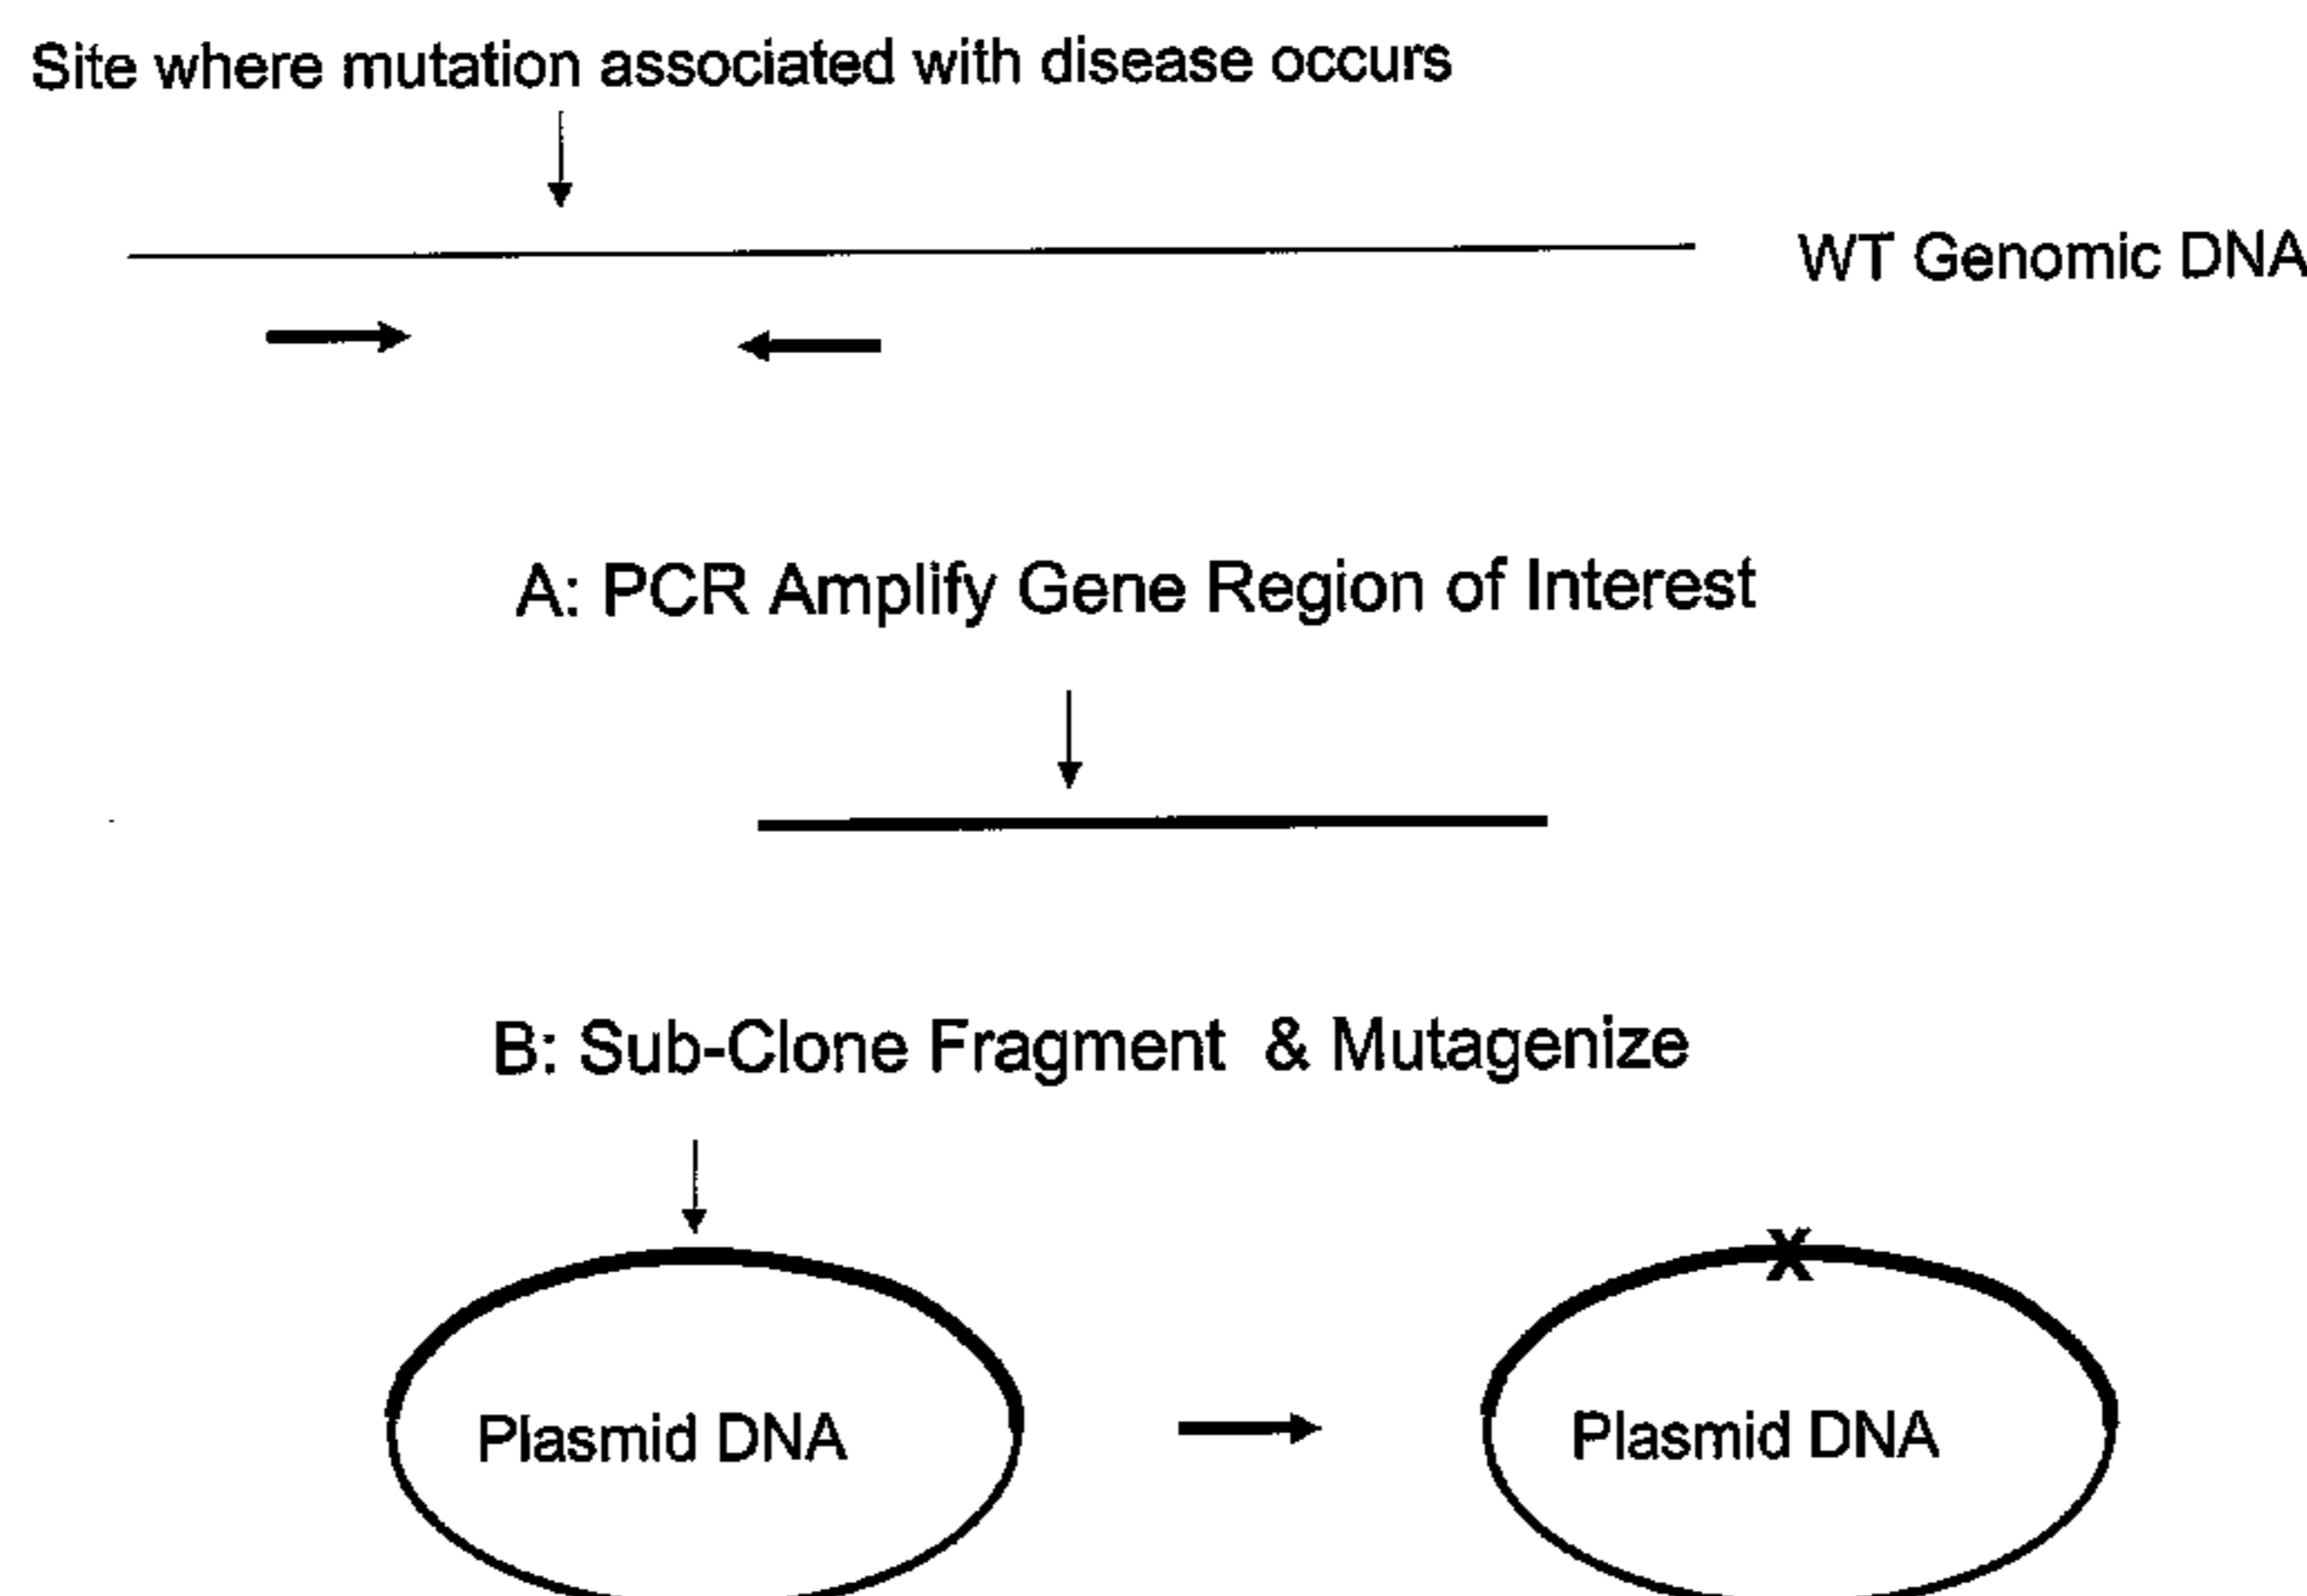 Site where mutation associated with disease occurs
WT Genomic DNA
A: PCR Amplify Gene Region of Interest
B: Sub-Clone Fragment & Mutagenize
X
Plasmid DNA
Plasmid DNA